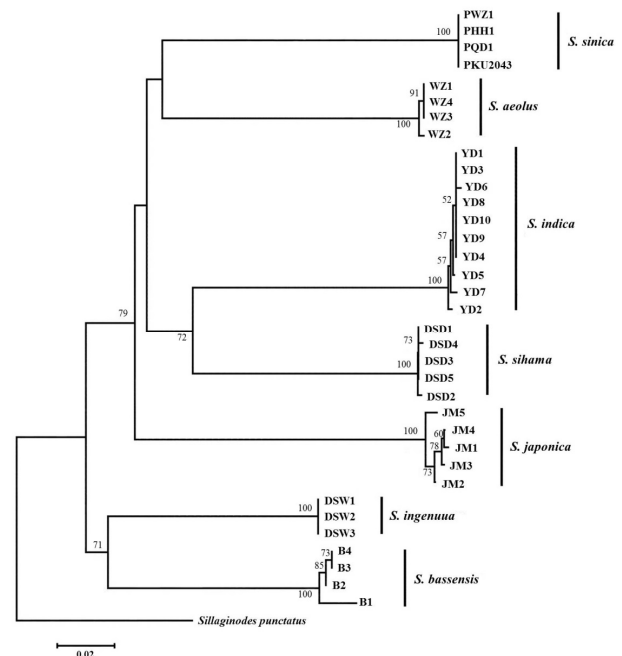 PWZ1
100
PHH1
S. sinica
PQD1
PKU2043
WZ1
91
WZ4
S. aeolus
WZ3
100
WZ2
YD1
YD3
YD6
52
YD8
YD10
S. indica
57
YD9
YD4
57
YD5
100
YD7
YD2
79
DSD1
72
73
DSD4
DSD3
S. sihama
100
DSD5
DSD2
JM5
100
60
JM4
78
JM1
S. japonica
JM3
73
JM2
DSW1
100
DSW2
S. ingenuua
DSW3
71
73
B4
B3
85
B2
S. bassensis
100
B1
Sillaginodes punctatus
0.02